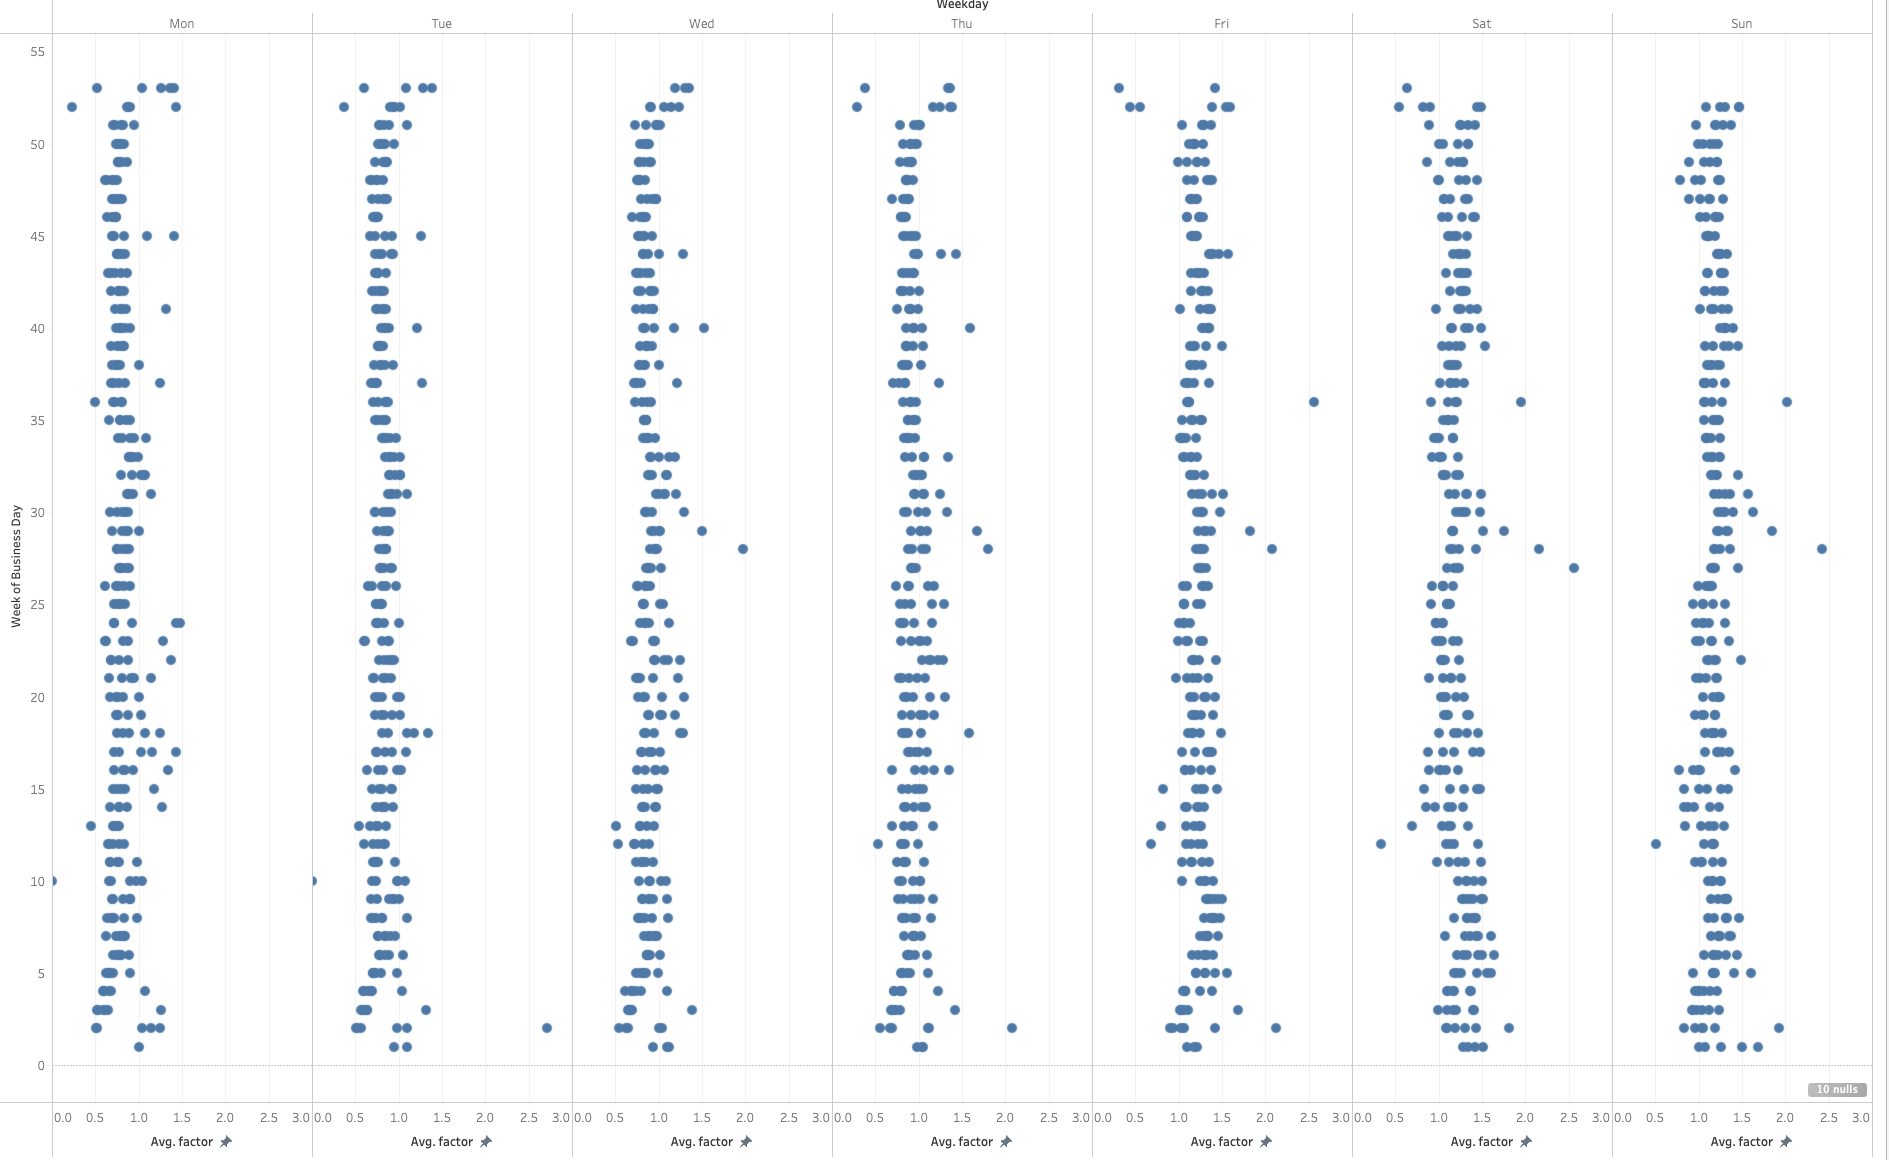 Weekday
Mon Tue Wed Thu Fri Sat Sun
55
50
45
40
35
30
25
20
15
10
5
0
Week of Business Day
10 nulls
0.0 0.5 1.0 1.5 2.0 2.5 3.0 0.0 0.5 1.0 1.5 2.0 2.5 3.0 0.0 0.5 1.0 1.5 2.0 2.5 3.0 0.0 0.5 1.0 1.5 2.0 2.5 3.0 0.0 0.5 1.0 1.5 2.0 2.5 3.0 0.0 0.5 1.0 1.5 2.0 2.5 3.0 0.0 0.5 1.0 1.5 2.0 2.5 3.0
Avg. factor Avg. factor Avg. factor Avg. factor Avg. factor Avg. factor Avg. factor